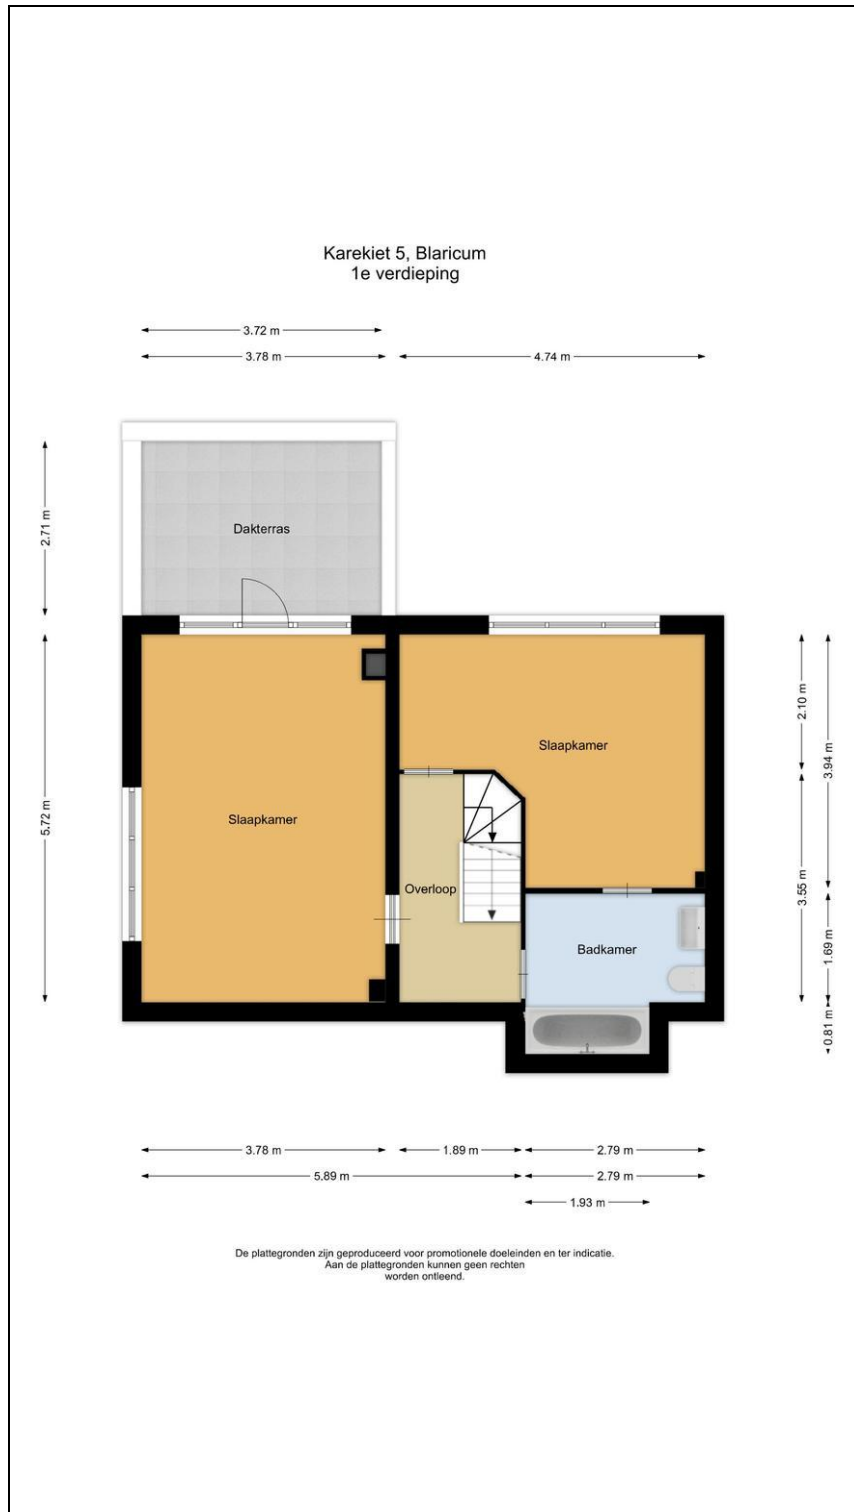 Karekiet 5, Blaricum
1e verdieping
3.72 m
3.78 m
4.74 m
2.71 m
Dakterras
2.10 m
3.94 m
Slaapkamer
5.72 m
Slaapkamer
3.55 m
Overloop
Badkamer
1.69 m
0.81 m
3.78 m
1.89 m
2.79 m
5.89 m
2.79 m
1.93 m
De plattegronden zijn geproduceerd voor promotionele doeleinden en ter indicatie.
Aan de plattegronden kunnen geen rechten
worden ontleend.